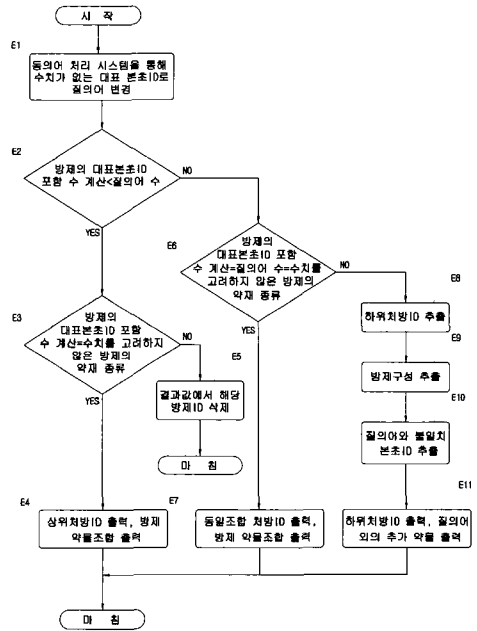 시 작
E1
동의어 처리 시스템을 통해
수치가 없는 대표 본초ID로
질의어 변경
E2
방제의 대표본초ID
포함 수 계산<질의어 수
NO
YES
E6
방제의
대표본초ID 포함
수 계산=질의어 수=수치를
고려하지 않은 방제의
약재 종류
NO
YES
E3
방제의
대표본초ID 포함
수 계산=수치를 고려하지
않은 방제의
약재 종류
NO
YES
E5
결과값에서 해당
방제ID 삭제
마 침
E8
하위처방ID 추출
E9
방제구성 추출
E10
질의어와 불일치
본초ID 추출
E4
상위처방ID 출력, 방제
약물조합 출력
E7
동일조합 처방ID 출력,
방제 약물조합 출력
E11
하위처방ID 출력, 질의어
외의 추가 약물 출력
마 침